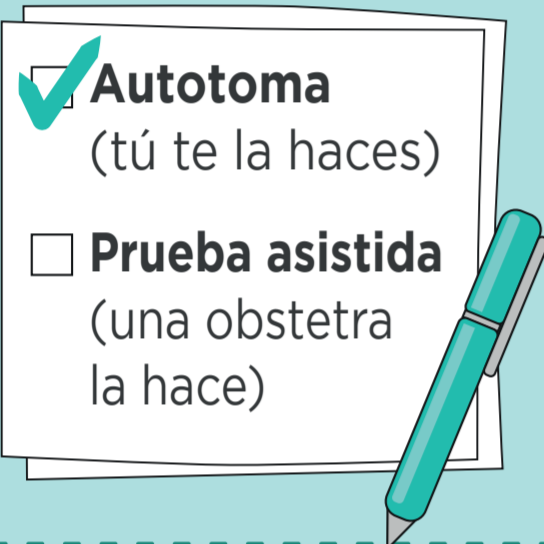 Autotoma
(tú te la haces)
Prueba asistida
(una obstetra
la hace)